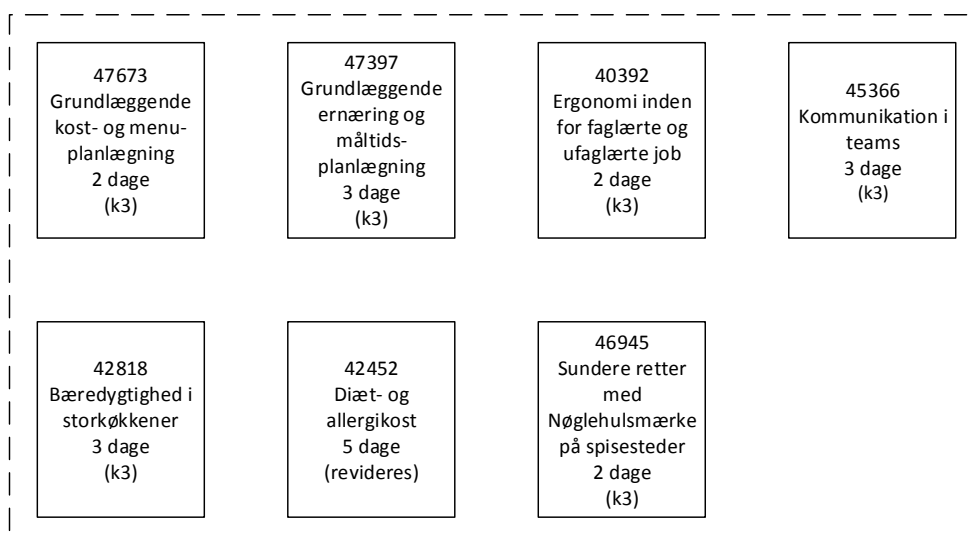 47673
Grundlæggende
kost- og menu-
planlægning
2 dage
(k3)
47397
Grundlæggende
ernæring og
måltids-
planlægning
3 dage
(k3)
40392
Ergonomi inden
for faglærte og
ufaglærte job
2 dage
(k3)
45366
Kommunikation i
teams
3 dage
(k3)
42818
Bæredygtighed i
storkøkkener
3 dage
(k3)
42452
Diæt- og
allergikost
5 dage
(revideres)
46945
Sundere retter
med
Nøglehulsmærke
på spisesteder
2 dage
(k3)